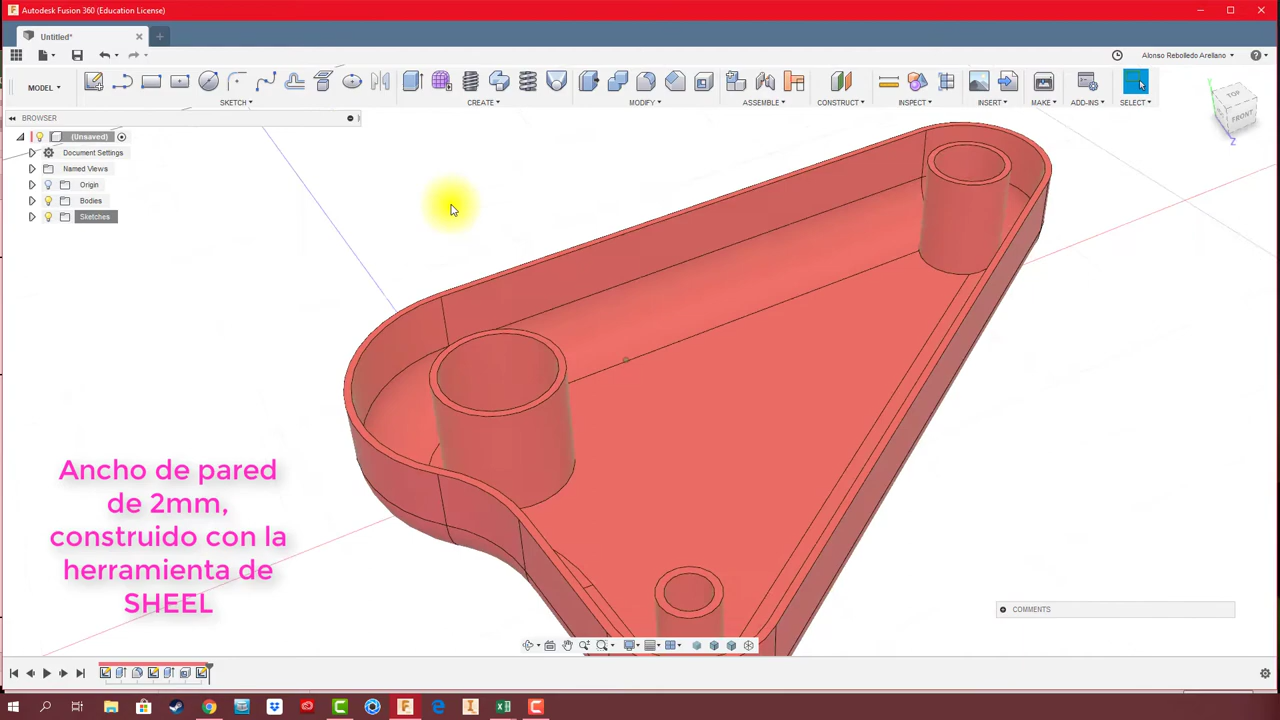 Autodesk Fusion 360 (Education License)
Untitled*
Alonso Rebolledo Arellano
MODEL
SKETCH
CREATE
MODIFY
ASSEMBLE
CONSTRUCT
INSPECT
INSERT
MAKE
ADD-INS
SELECT
BROWSER
(Unsaved)
Document Settings
Named Views
Origin
Bodies
Sketches
TOP
FRONT
Z
Ancho de pared
de 2mm,
construido con la
herramienta de
SHEEL
COMMENTS